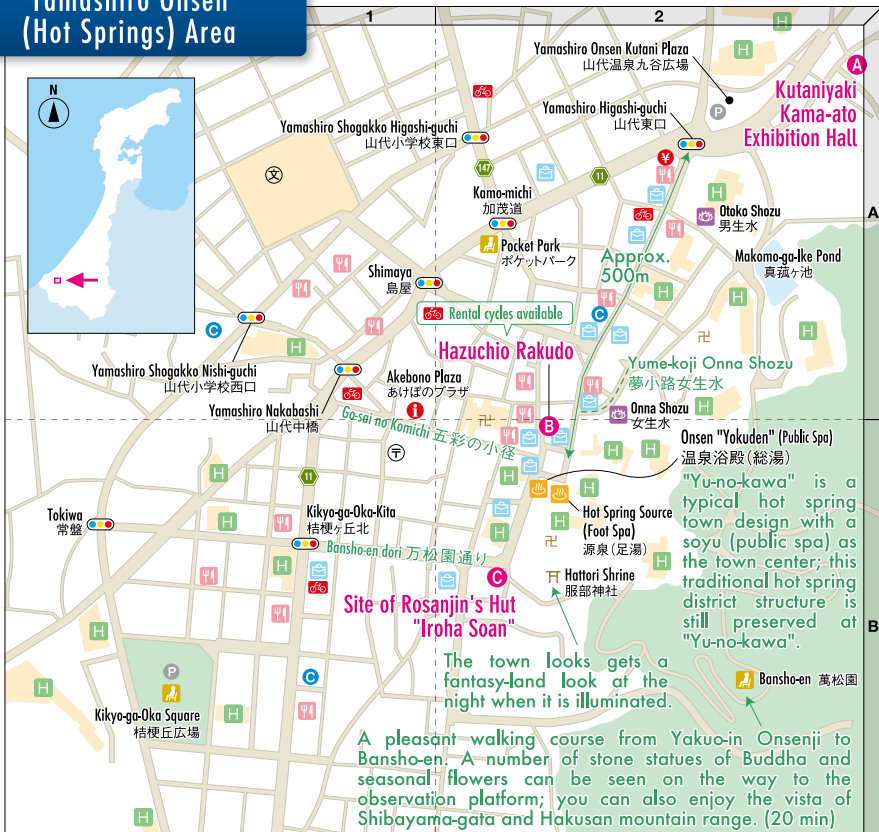 Yamashiro Onsen
(Hot Springs) Area
1
2
N
Yamashiro Onsen Kutani Plaza
山代温泉九谷広場
A
Kutaniyaki
Kama-ato
Exhibition Hall
P
Yamashiro Higashi-guchi
山代東口
Yamashiro Shogakko Higashi-guchi
山代小学校東口
文
147
11
¥
Kamo-michi
加茂道
Otoko Shozu
男生水
A
Pocket Park
ポケットパーク
Approx.
500m
Makomo-ga-Ike Pond
真菰ヶ池
Shimaya
島屋
Rental cycles available
C
C
Hazuchio Rakudo
Yamashiro Shogakko Nishi-guchi
山代小学校西口
Yume-koji Onna Shozu
夢小路女生水
Akebono Plaza
あけぼのプラザ
Yamashiro Nakabashi
山代中橋
Go-sai no Komichi 五彩の小径
B
Onna Shozu
女生水
Onsen "Yokuden" (Public Spa)
温泉浴殿(総湯)
11
"Yu-no-kawa" is a
typical hot spring
town design with a
soyu (public spa) as
the town center; this
traditional hot spring
district structure is
still preserved at
"Yu-no-kawa".
Tokiwa
常盤
Kikyo-ga-Oka-Kita
桔梗ヶ丘北
Hot Spring Source
(Foot Spa)
源泉(足湯)
Bansho-en dori 万松園通り
C
Hattori Shrine
服部神社
Site of Rosanjin's Hut
"Iroha Soan"
B
The town looks gets a
fantasy-land look at the
night when it is illuminated.
P
C
Bansho-en 萬松園
Kikyo-ga-Oka Square
桔梗丘広場
A pleasant walking course from Yakuo-in Onsenji to
Bansho-en. A number of stone statues of Buddha and
seasonal flowers can be seen on the way to the
observation platform; you can also enjoy the vista of
Shibayama-gata and Hakusan mountain range. (20 min)